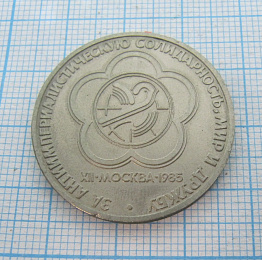 ЗА АНТИИМПЕРИАЛИСТИЧЕСКУЮ СОЛИДАРНОСТЬ, МИР И ДРУЖБУ
XII • МОСКВА • 1985